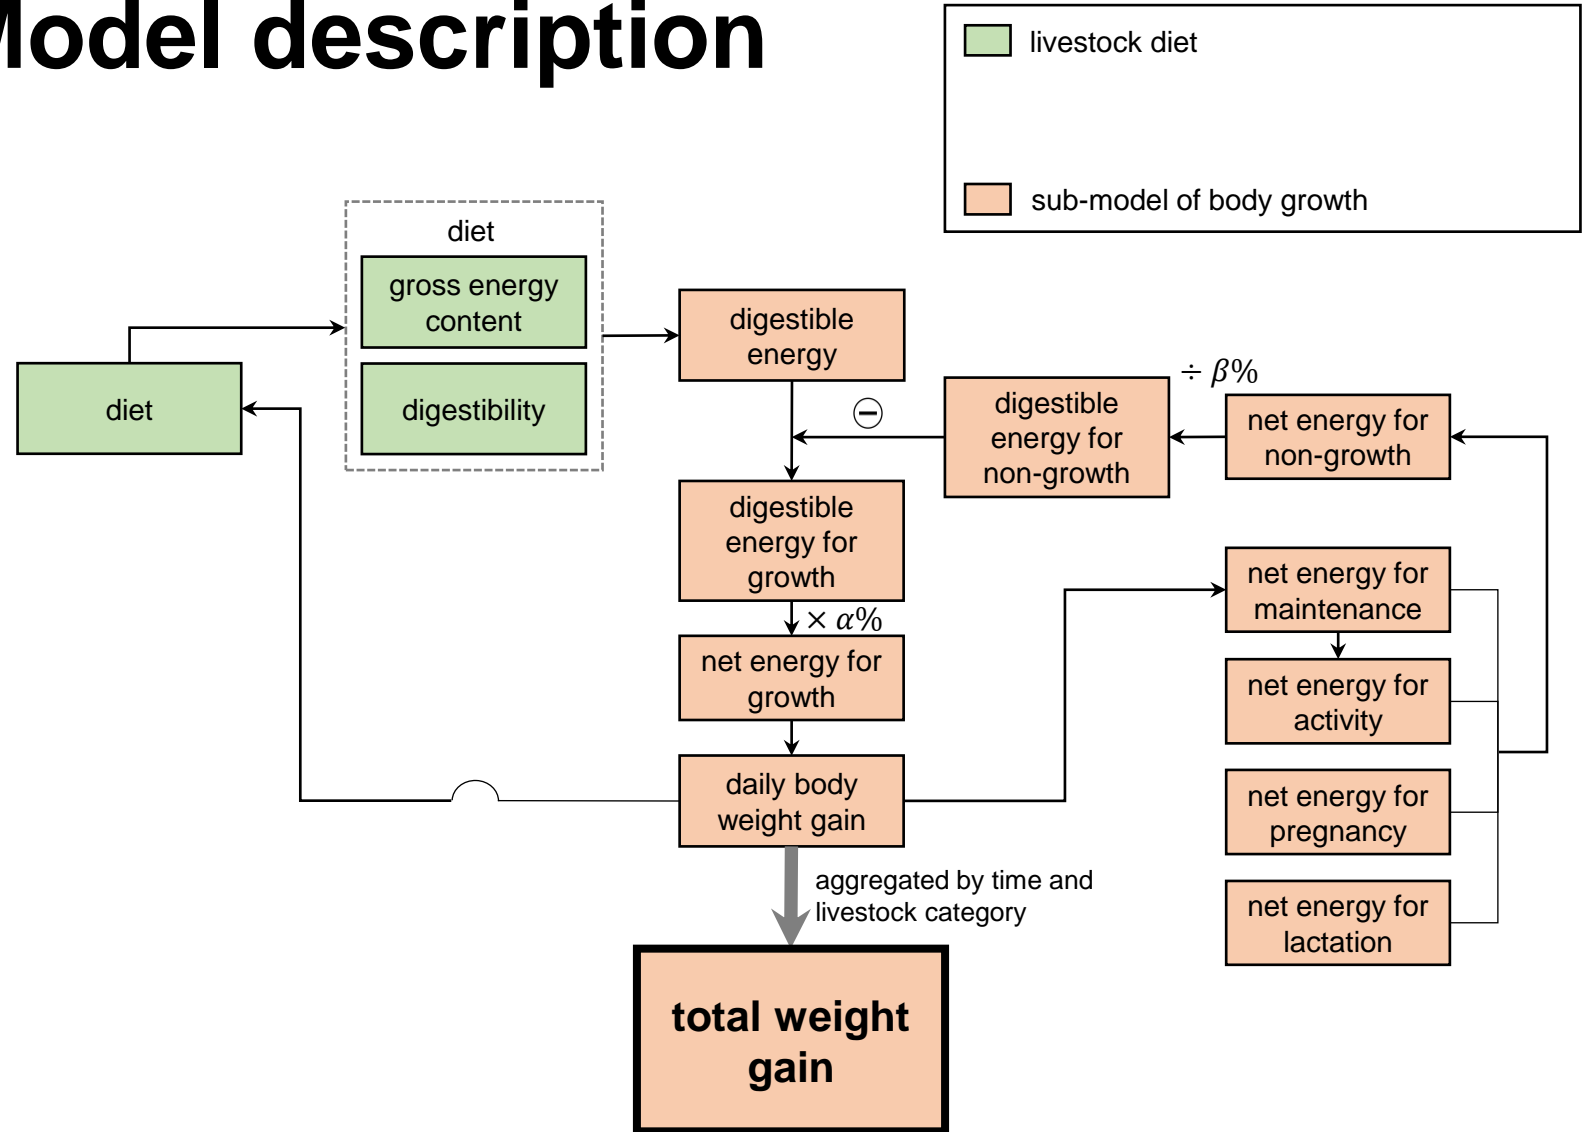 Model description
livestock diet
sub-model of body growth
diet
gross energy
content
digestibility
diet
digestible
energy
÷ β%
digestible
energy for
non-growth
net energy for
non-growth
−
digestible
energy for
growth
× α%
net energy for
growth
daily body
weight gain
net energy for
maintenance
net energy for
activity
net energy for
pregnancy
net energy for
lactation
aggregated by time and
livestock category
total weight
gain